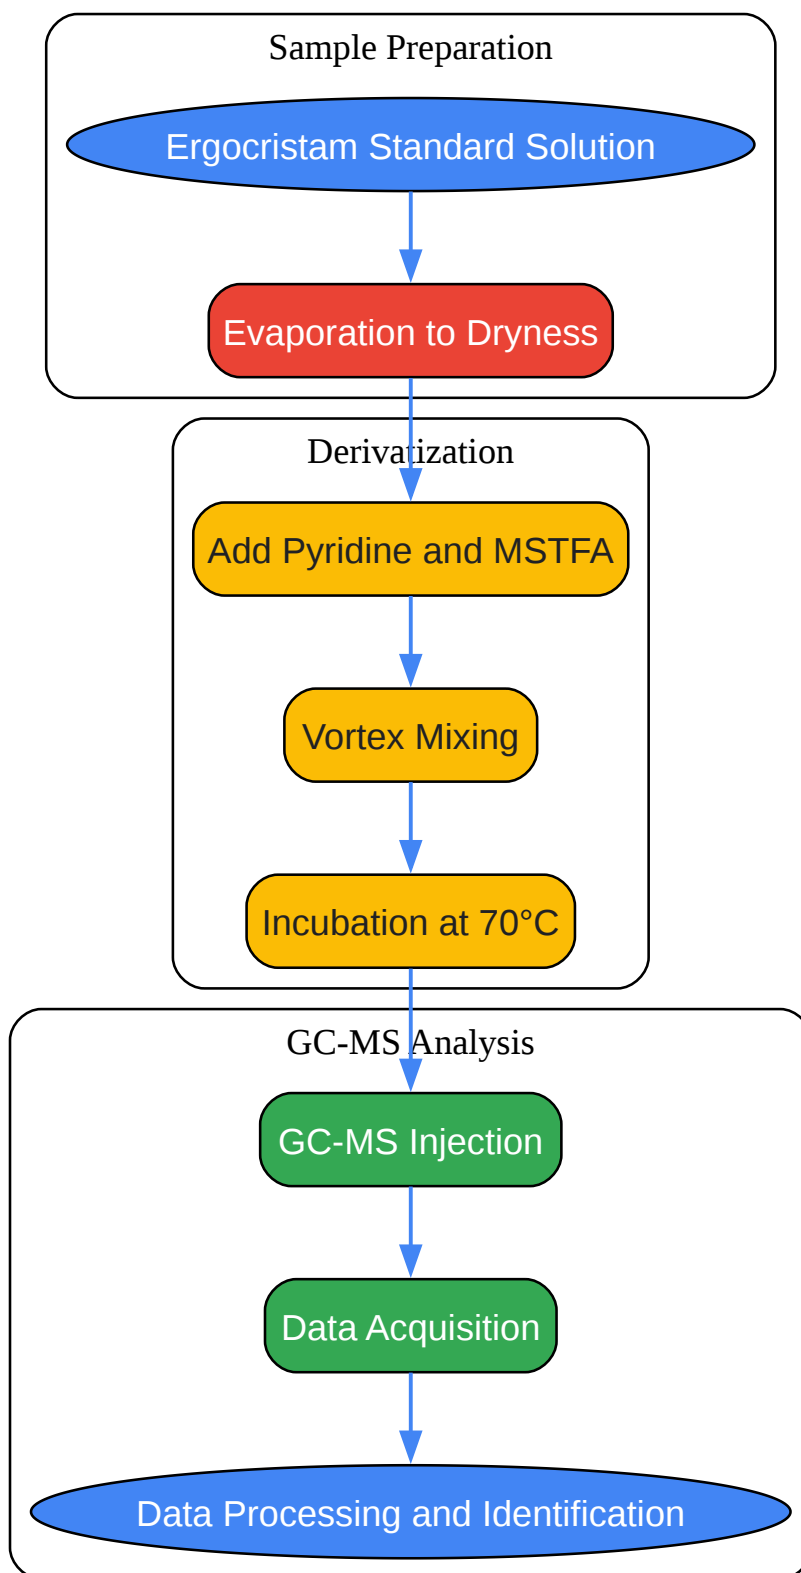 Sample Preparation
Ergocristam Standard Solution
Evaporation to Dryness
Derivatization
Add Pyridine and MSTFA
Vortex Mixing
Incubation at 70°C
GC-MS Analysis
GC-MS Injection
Data Acquisition
Data Processing and Identification